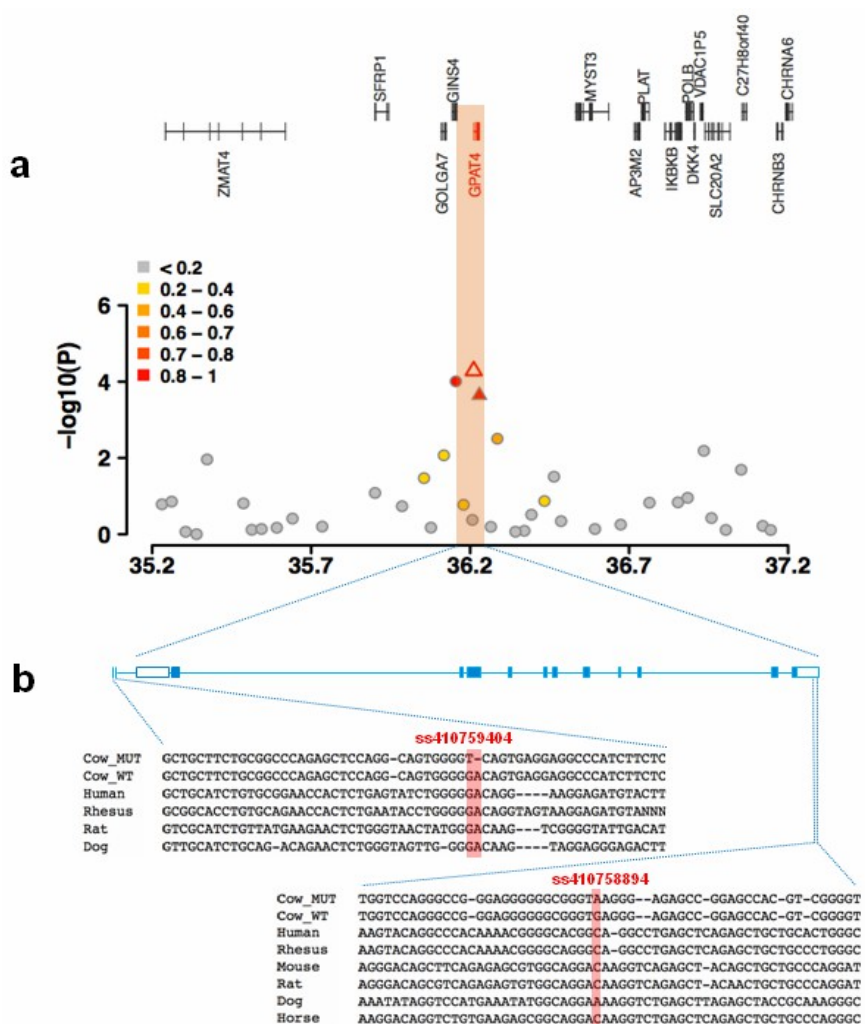 SFRP1
GINS4
MYST3
PLAT
POLB
VDAC1P5
C27H8orf40
CHRNA6
a
ZMAT4
GOLGA7
GPAT4
AP3M2
IKBKB
DKK4
SLC20A2
CHRNB3
< 0.2
0.2 – 0.4
0.4 – 0.6
0.6 – 0.7
0.7 – 0.8
0.8 – 1
–log10(P)
6
4
2
0
35.2 35.7 36.2 36.7 37.2
b
ss410759404
Cow_MUT GCTGCTTCTGCGGCCCAGAGCTCCAGG-CAGTGGGGT-CAGTGAGGAGGCCCATCTTCTC
Cow_WT GCTGCTTCTGCGGCCCAGAGCTCCAGG-CAGTGGGGGACAGTGAGGAGGCCCATCTTCTC
Human GCTGCATCTGTGCGGAACCACTCTGAGTATCTGGGGGACAGG----AAGGAGATGTACTT
Rhesus GCGGCACCTGTGCAGAACCACTCTGAATACCTGGGGGACAGGTAGTAAGGAGATGTANNN
Rat GTCGCATCTGTTATGAAGAACTCTGGGTAACTATGGGACAAG---TCGGGGTATTGACAT
Dog GTTGCATCTGCAG-ACAGAACTCTGGGTAGTTG-GGGACAAG----TAGGAGGGAGACTT
ss410758894
Cow_MUT TGGTCCAGGGCCG-GGAGGGGGGCGGGTAAGGG--AGAGCC-GGAGCCAC-GT-CGGGGT
Cow_WT TGGTCCAGGGCCG-GGAGGGGGGCGGGTGAGGG--AGAGCC-GGAGCCAC-GT-CGGGGT
Human AAGTACAGGCCCACAAAACGGGGCACGGCA-GGCCTGAGCTCAGAGCTGCTGCACTGGGC
Rhesus AAGTACAGGCCCACAAAACGGGGCAGGGCA-GGCCTGAGCTCAGAGCTGCTGCCCTGGGC
Mouse AGGGACAGCTTCAGAGAGCGTGGCAGGACAAGGTCAGAGCT-ACAGCTGCTGCCCAGGAT
Rat AGGGACAGCGTCAGAGAGTGTGGCAGGACAAGGTCAGAGCT-ACAACTGCTGCCCAGGAT
Dog AAATATAGGTCCATGAAATATGGCAGGAAAAGGTCTGAGCTTAGAGCTACCGCAAAGGGC
Horse AAGGACAGGTCTGTGAAGAGCGGCAGGACAAGGTCTGAGCTCAGAGCTGCTGCCCAGGGC